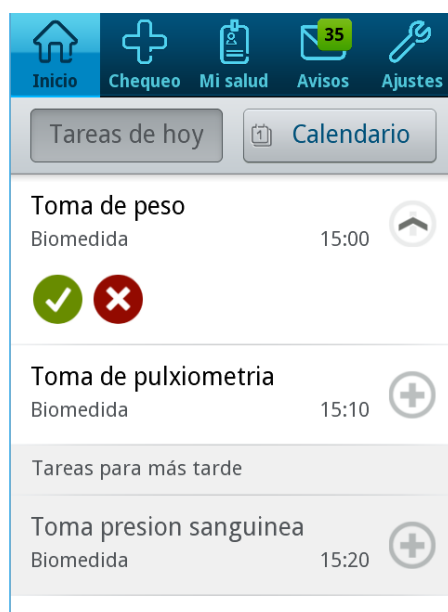 35
Inicio Chequeo Mi salud Avisos Ajustes
Tareas de hoy 1 Calendario
Toma de peso
Biomedida 15:00
Toma de pulxiometria
Biomedida 15:10
Tareas para más tarde
Toma presion sanguinea
Biomedida 15:20